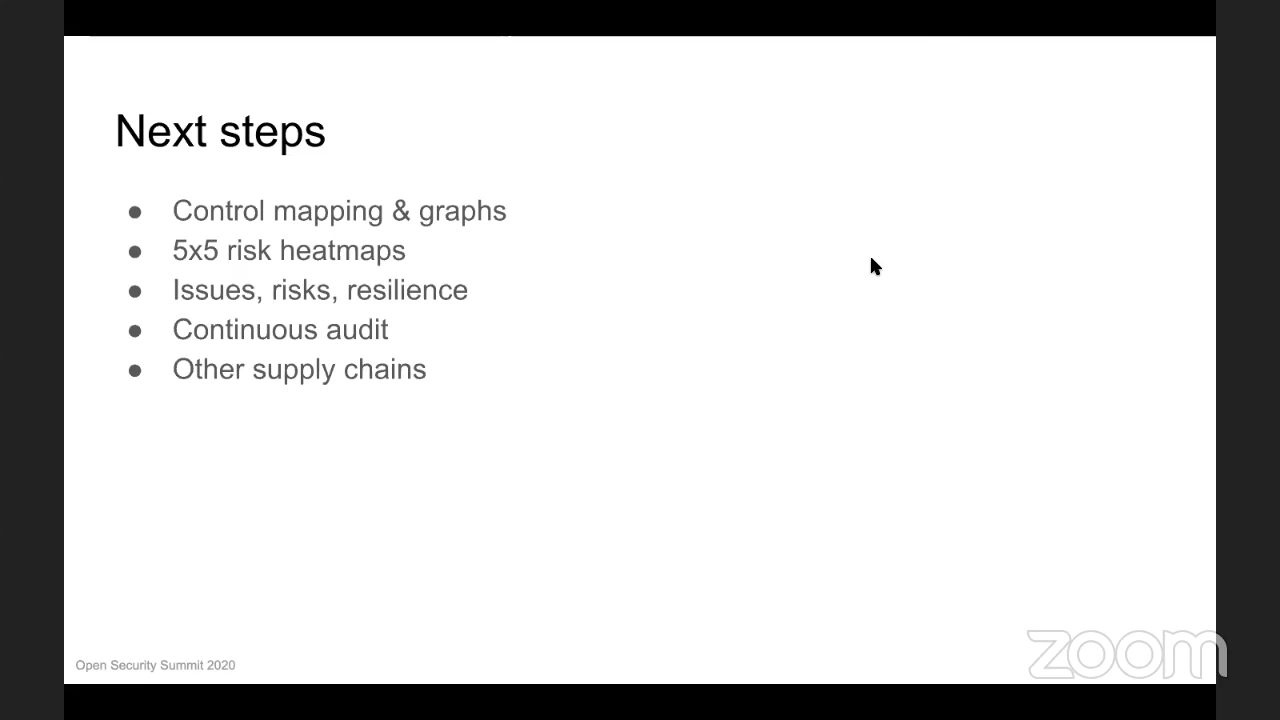 Next steps
● Control mapping & graphs
● 5x5 risk heatmaps
● Issues, risks, resilience
● Continuous audit
● Other supply chains
Open Security Summit 2020
zoom